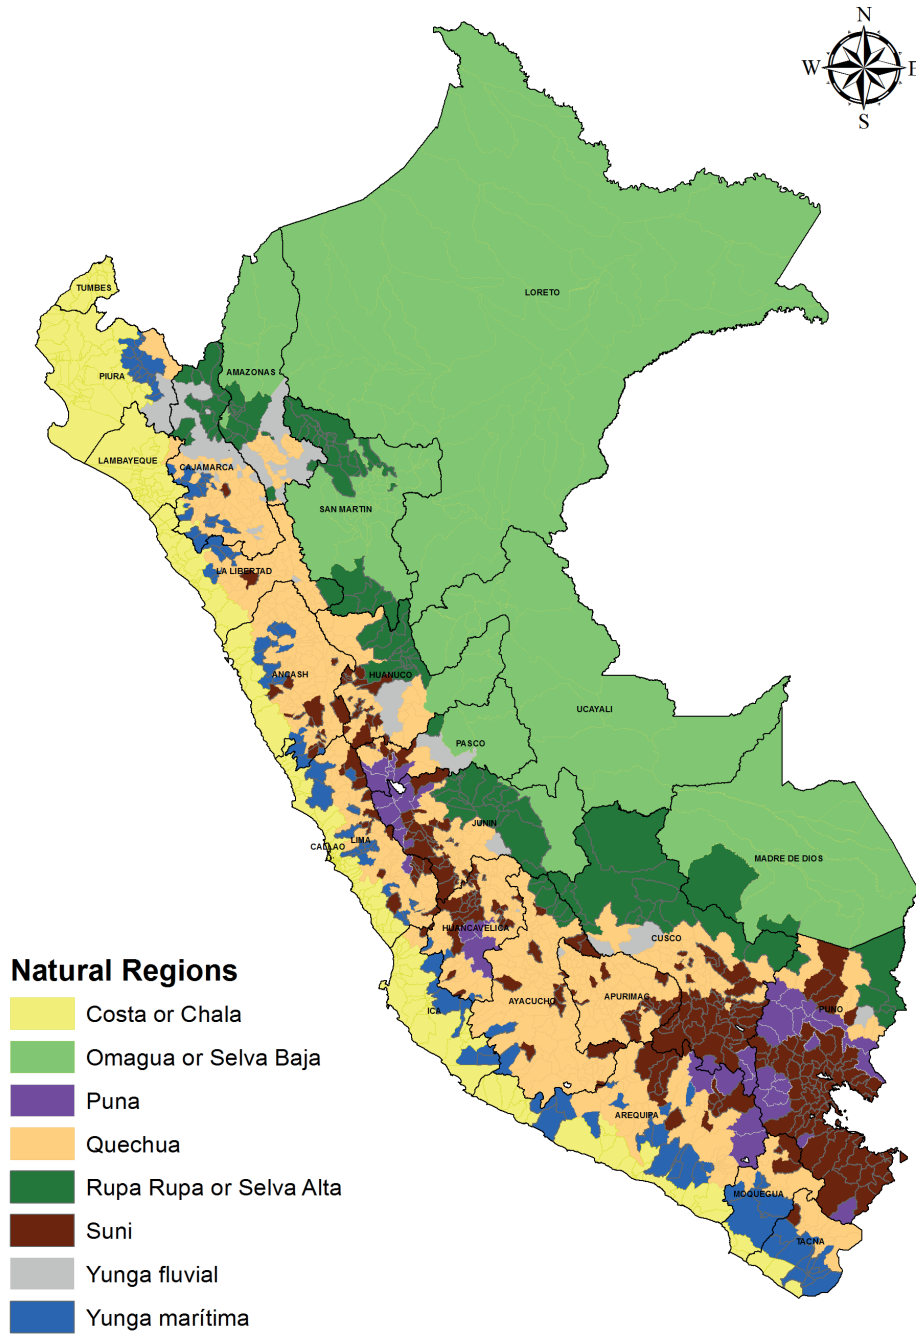 N
W
E
S
TUMBES
LORETO
PIURA
AMAZONAS
LAMBAYEQUE
CAJAMARCA
SAN MARTIN
LA LIBERTAD
ANCASH
HUANUCO
UCAYALI
PASCO
JUNIN
LIMA
CALLAO
MADRE DE DIOS
HUANCAVELICA
CUSCO
AYACUCHO
APURIMAC
ICA
PUNO
AREQUIPA
MOQUEGUA
TACNA
Natural Regions
Costa or Chala
Omagua or Selva Baja
Puna
Quechua
Rupa Rupa or Selva Alta
Suni
Yunga fluvial
Yunga marítima